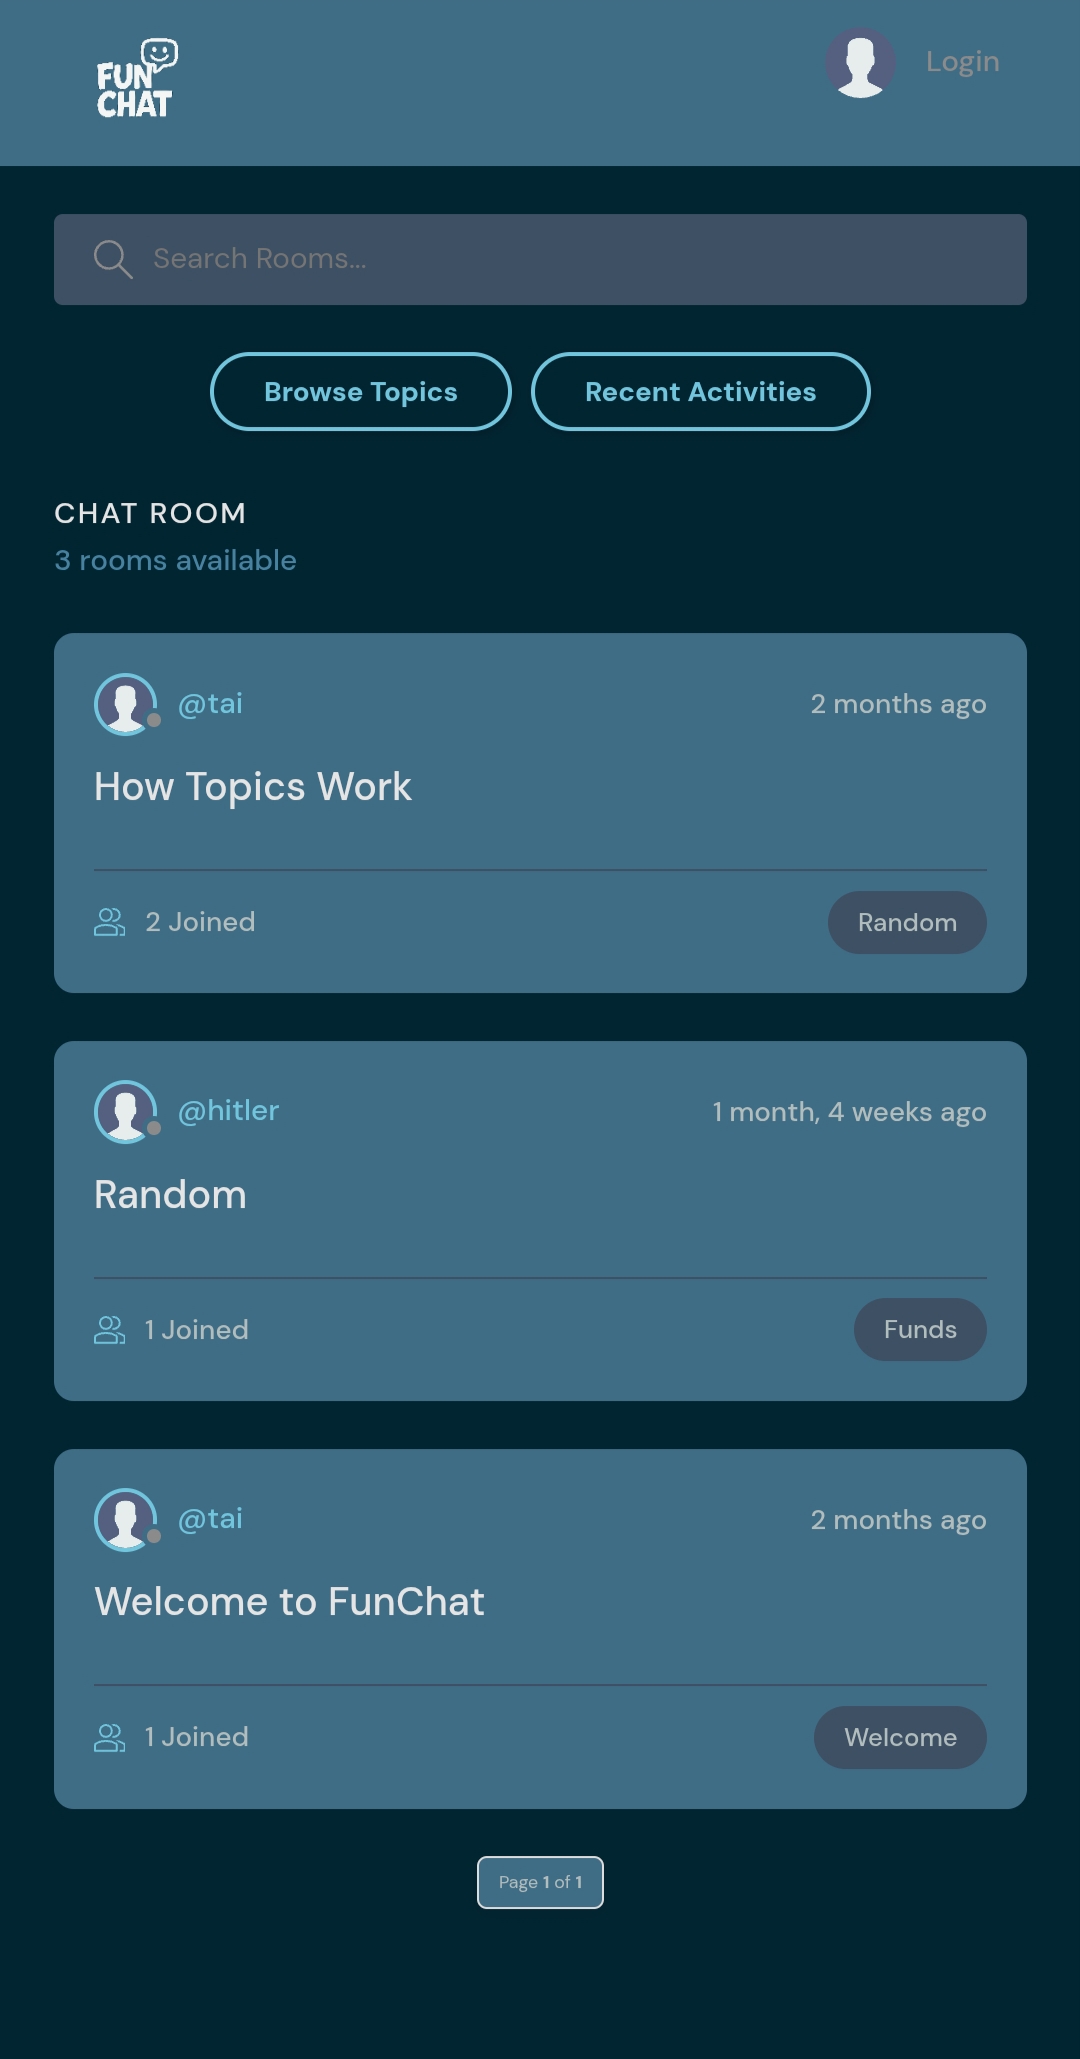 FUN
CHAT
Login
Search Rooms...
Browse Topics
Recent Activities
CHAT ROOM
3 rooms available
@tai
2 months ago
How Topics Work
2 Joined
Random
@hitler
1 month, 4 weeks ago
Random
1 Joined
Funds
@tai
2 months ago
Welcome to FunChat
1 Joined
Welcome
Page 1 of 1